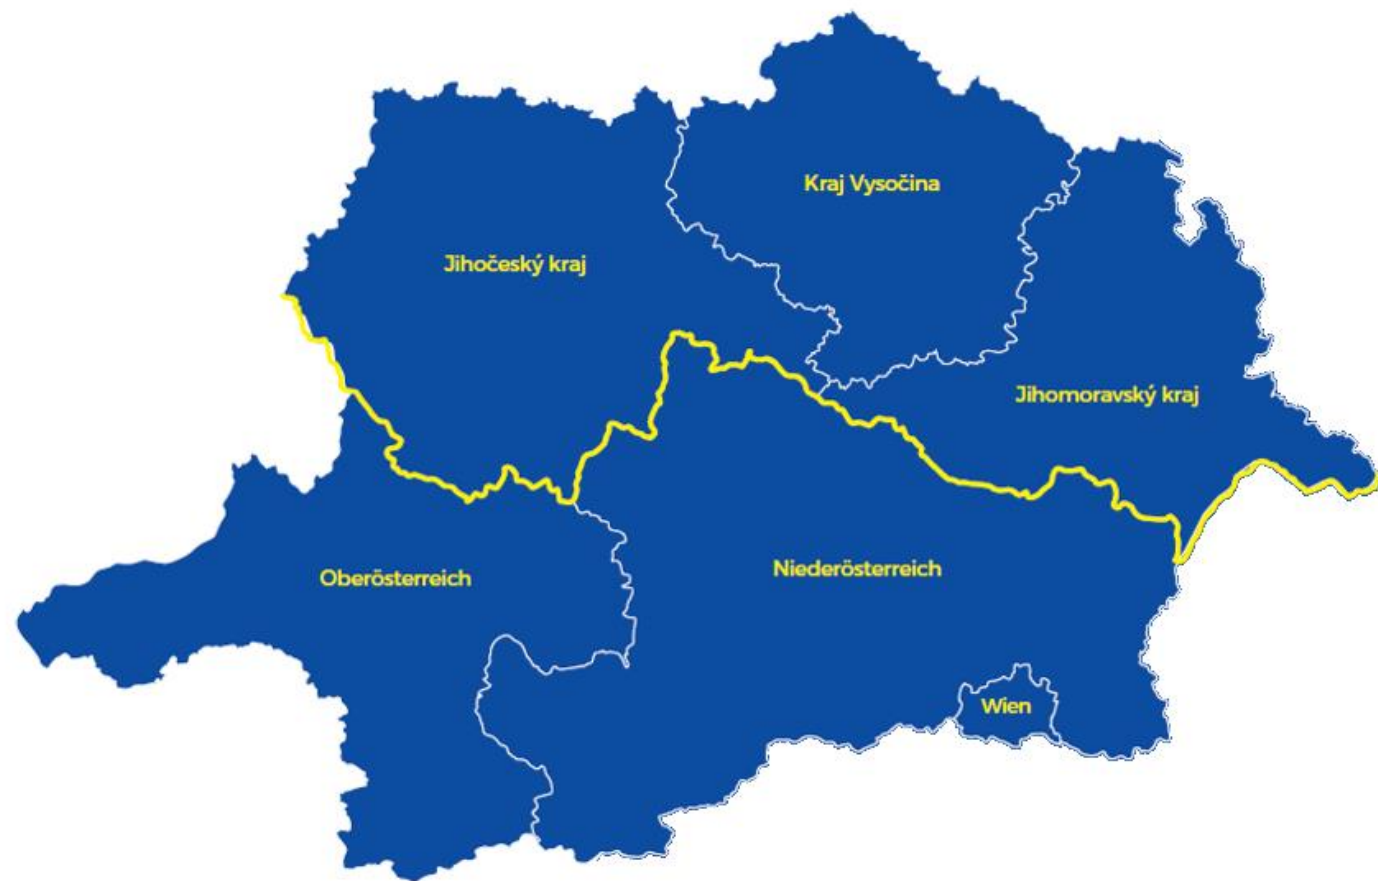 Kraj Vysočina
Jihočeský kraj
Jihomoravský kraj
Oberösterreich
Niederösterreich
Wien